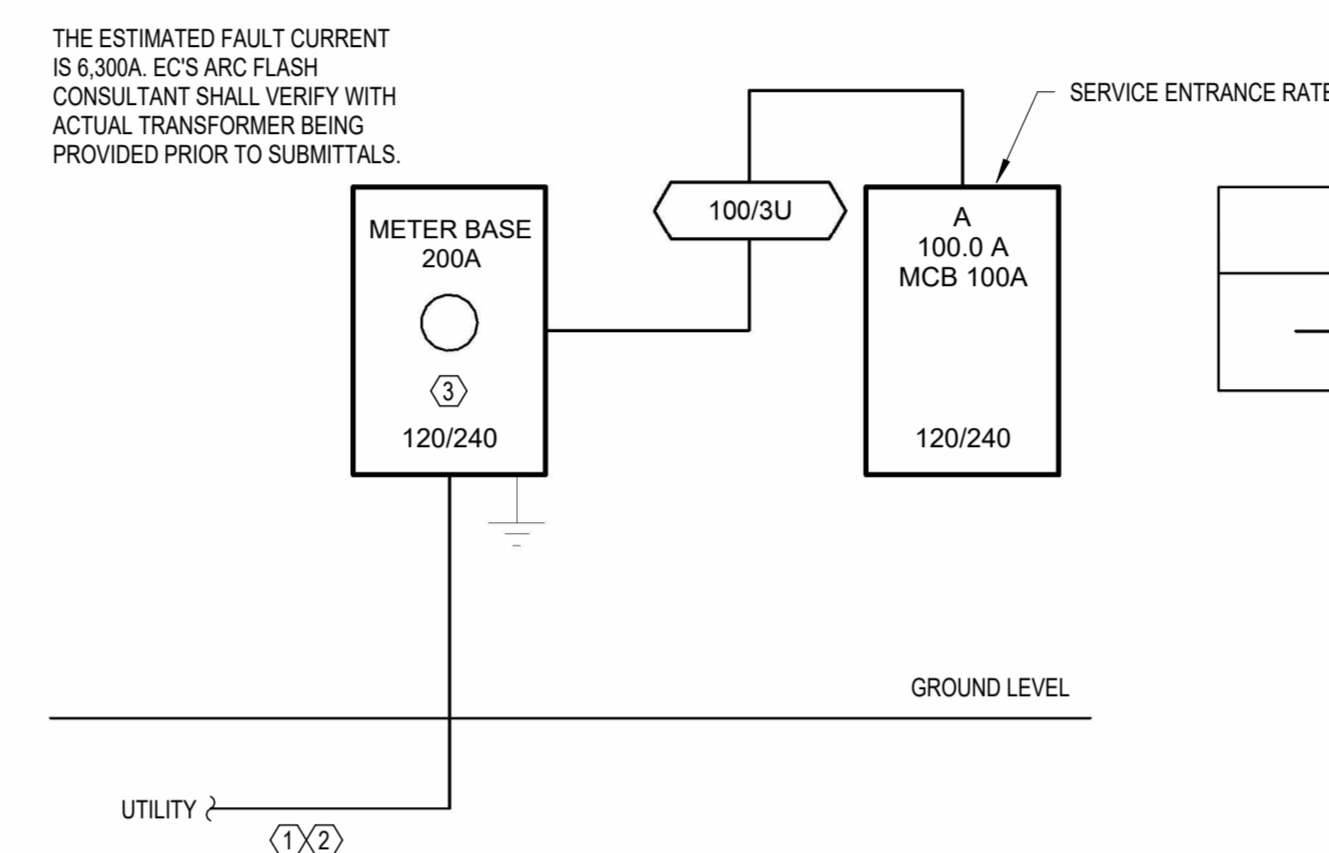 THE ESTIMATED FAULT CURRENT
IS 6,300A. EC'S ARC FLASH
CONSULTANT SHALL VERIFY WITH
ACTUAL TRANSFORMER BEING
PROVIDED PRIOR TO SUBMITTALS.
SERVICE ENTRANCE RATE
METER BASE
200A
3
120/240
100/3U
A
100.0 A
MCB 100A
120/240
GROUND LEVEL
UTILITY
1 2